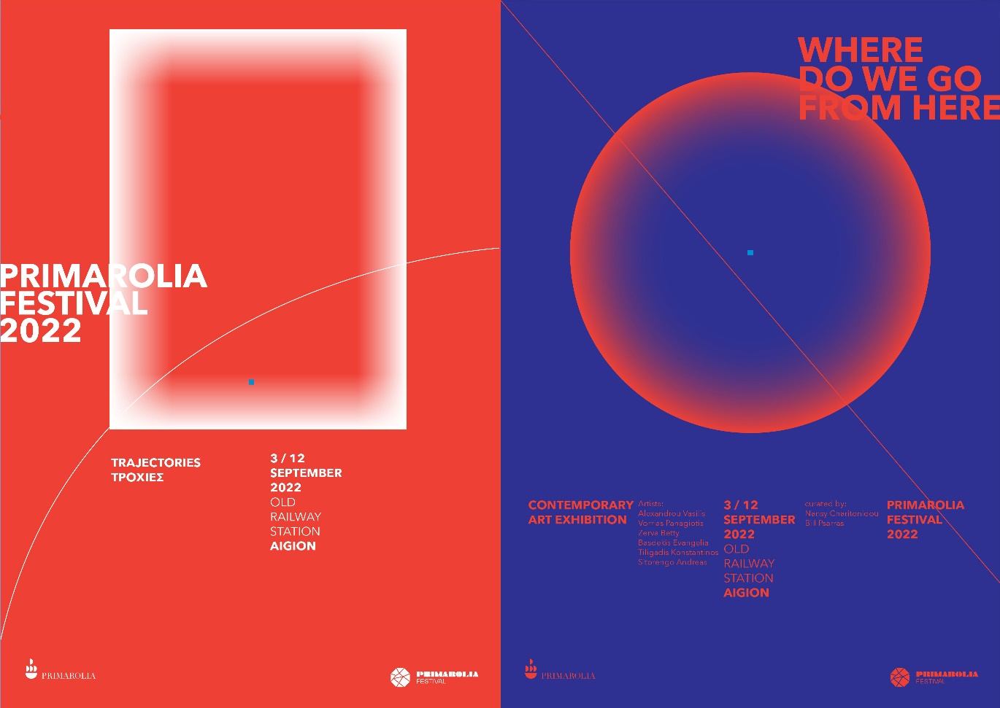 PRIMAROLIA
FESTIVAL
2022
TRAJECTORIES
ΤΡΟΧΙΕΣ
3 / 12
SEPTEMBER
2022
OLD
RAILWAY
STATION
AIGION
PRIMAROLIA
PRIMAROLIA
FESTIVAL
WHERE
DO WE GO
FROM HERE
CONTEMPORARY
ART EXHIBITION
Artists:
Alexandrou Vasilis
Vorrias Panagiotis
Zerva Betty
Basdekis Evangelia
Tiligadis Konstantinos
Sitorengo Andreas
3 / 12
SEPTEMBER
2022
OLD
RAILWAY
STATION
AIGION
curated by:
Nansy Charitonidou
Bill Psarras
PRIMAROLIA
FESTIVAL
2022
PRIMAROLIA
PRIMAROLIA
FESTIVAL